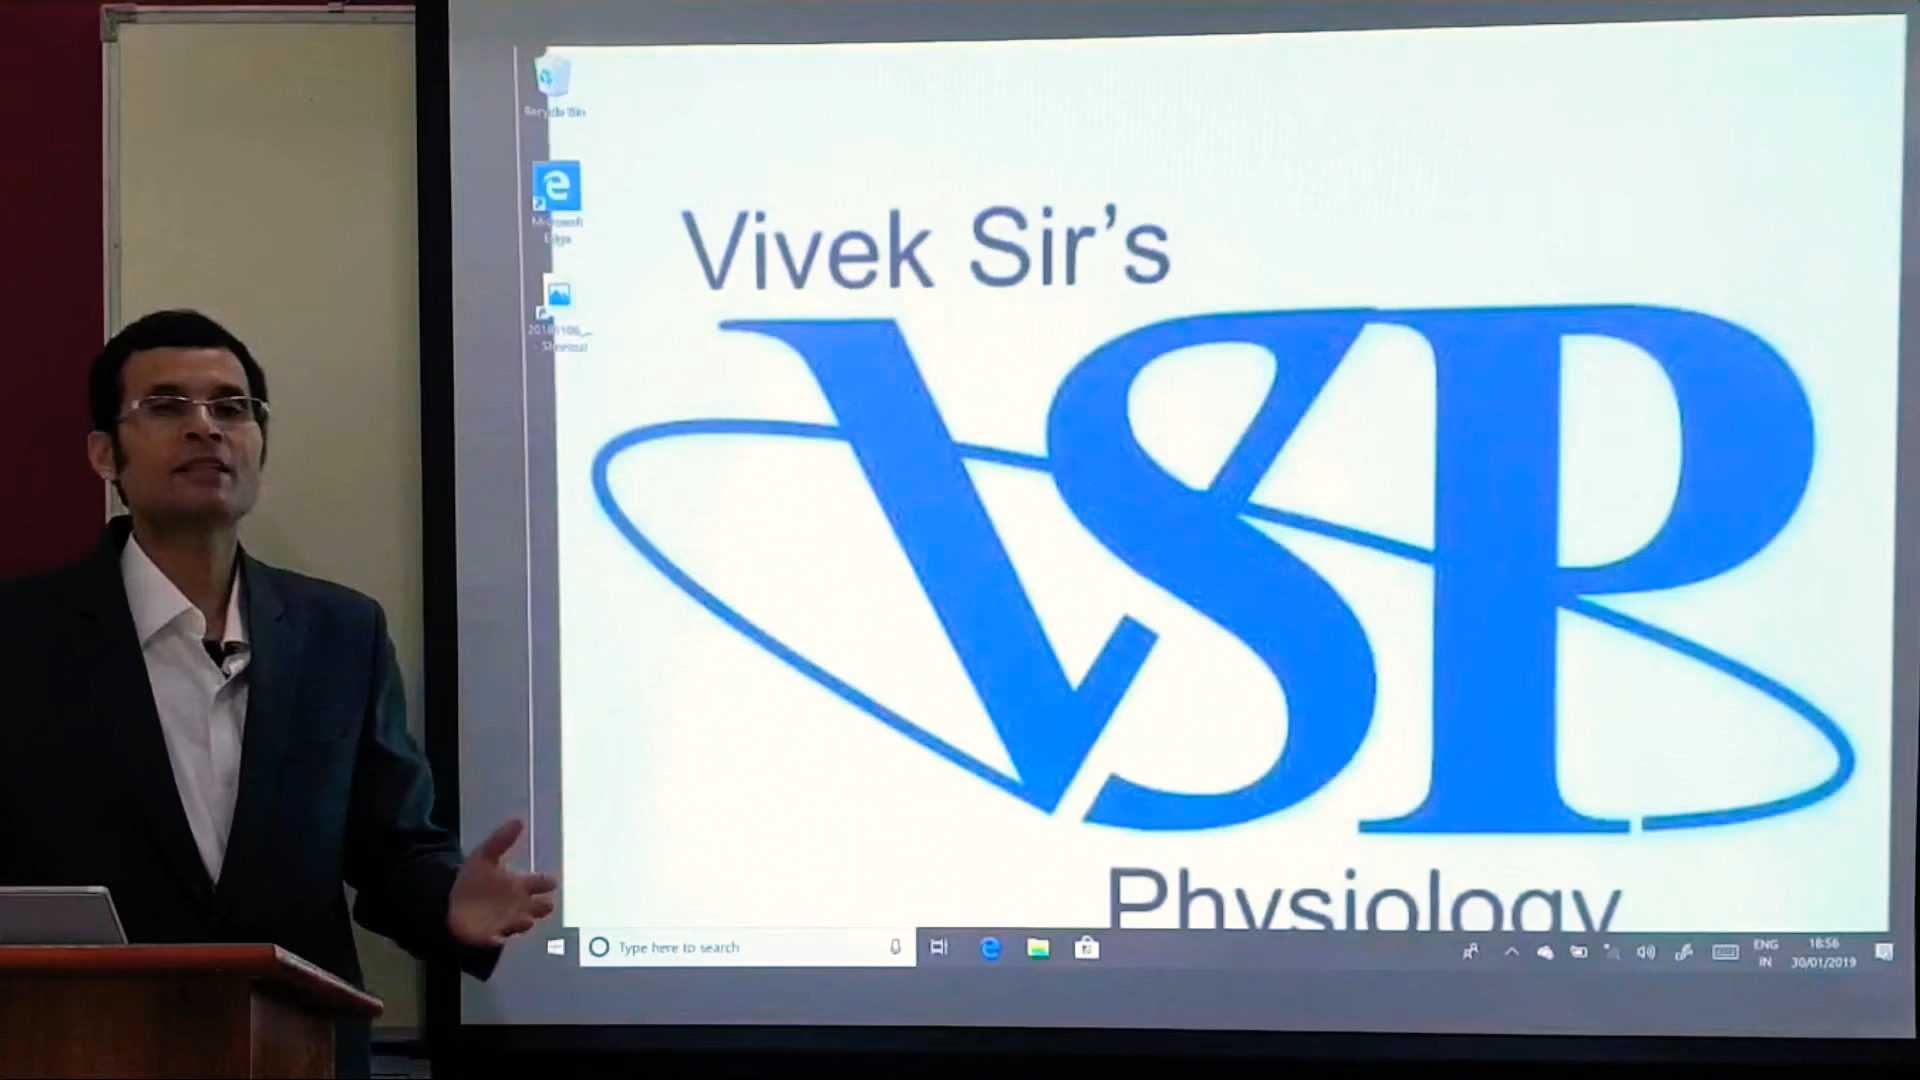 Recycle Bin
Microsoft
Edge
Vivek Sir's
VSP
Physiology
Type here to search
ENG
IN
18:56
30/01/2019